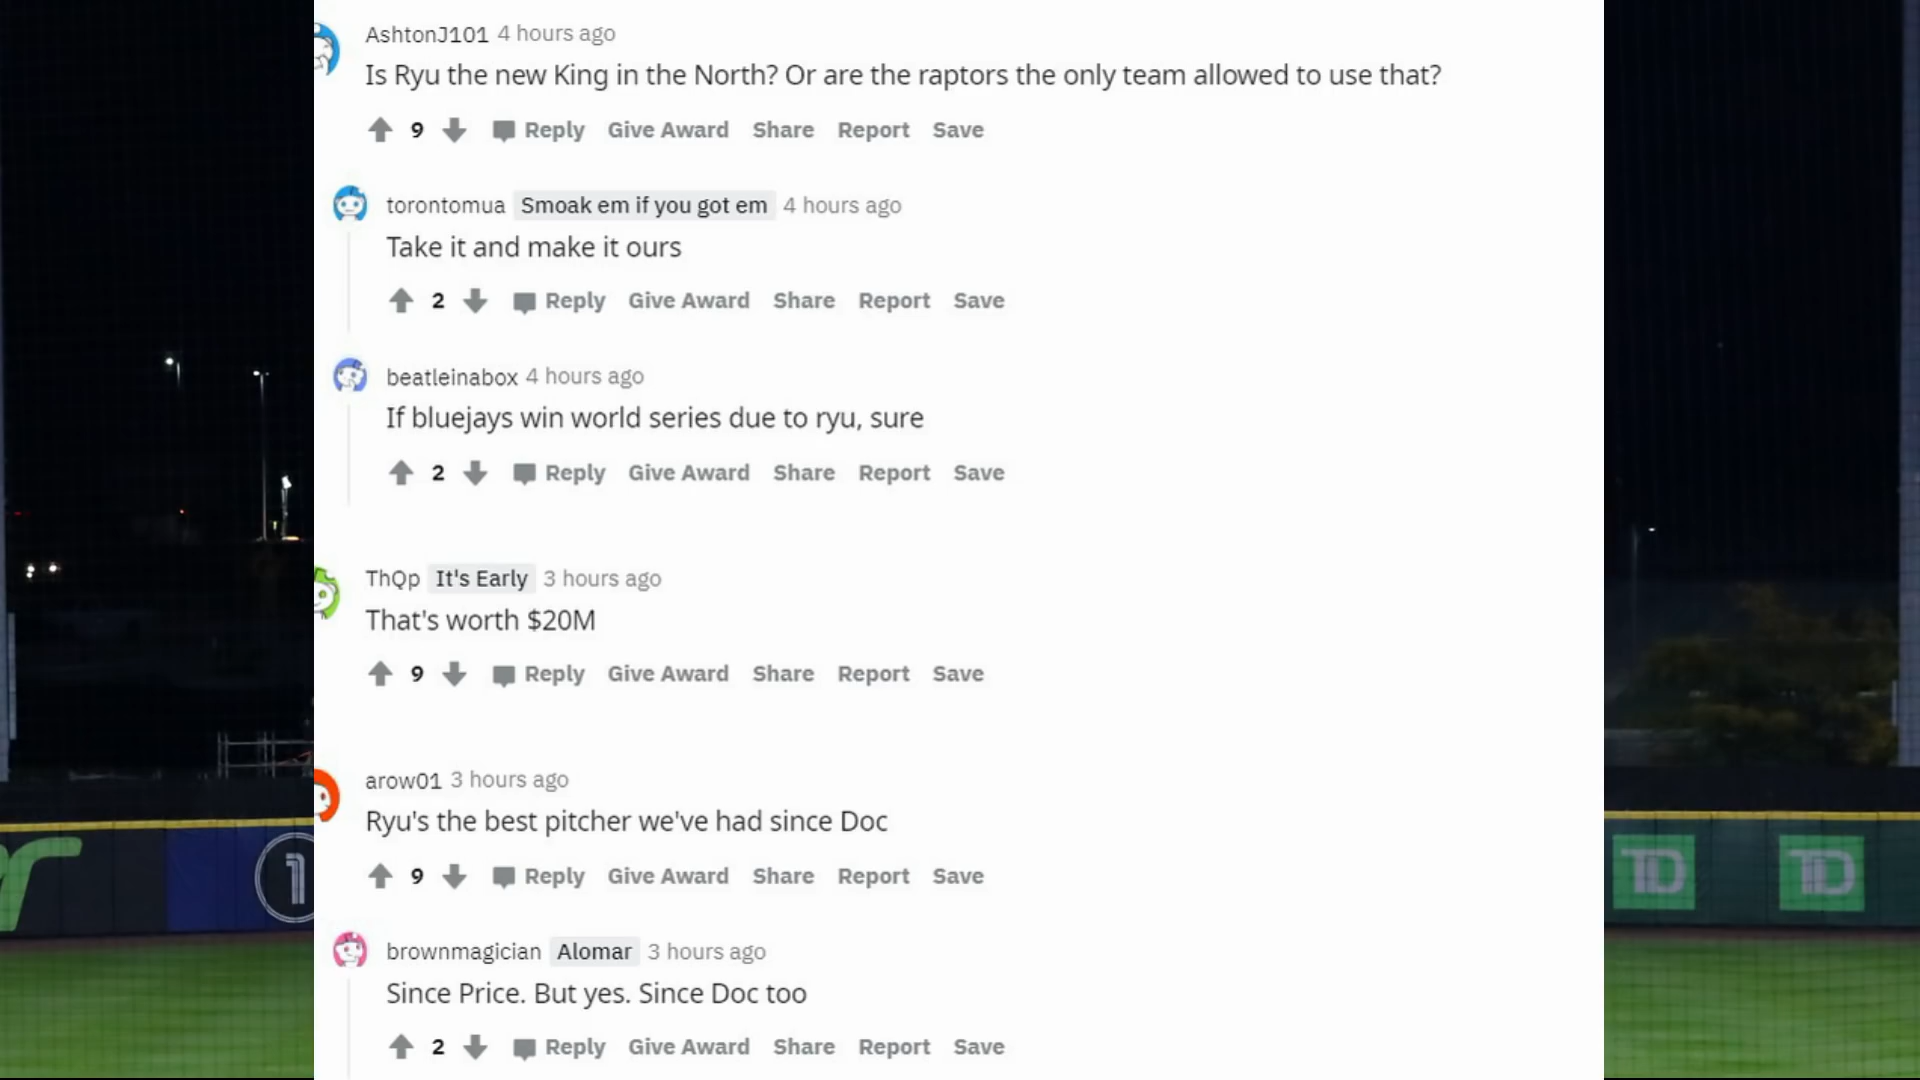 AshtonJ101 4 hours ago
Is Ryu the new King in the North? Or are the raptors the only team allowed to use that?
9 Reply Give Award Share Report Save
torontomua Smoak em if you got em 4 hours ago
Take it and make it ours
2 Reply Give Award Share Report Save
beatleinabox 4 hours ago
If bluejays win world series due to ryu, sure
2 Reply Give Award Share Report Save
ThQp It's Early 3 hours ago
That's worth $20M
9 Reply Give Award Share Report Save
arow01 3 hours ago
Ryu's the best pitcher we've had since Doc
9 Reply Give Award Share Report Save
brownmagician Alomar 3 hours ago
Since Price. But yes. Since Doc too
2 Reply Give Award Share Report Save
1
TD TD